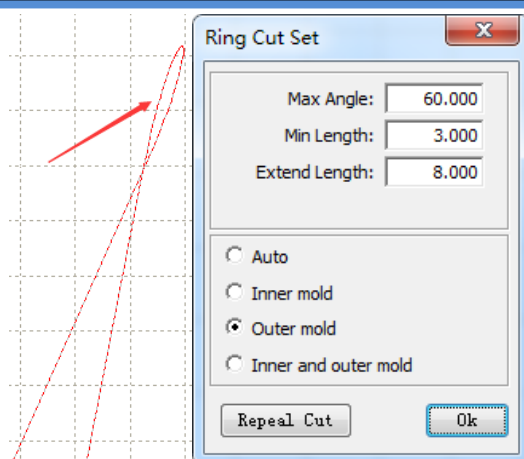 Ring Cut Set
Max Angle: 60.000
Min Length: 3.000
Extend Length: 8.000
Auto
Inner mold
Outer mold
Inner and outer mold
Repeal Cut Ok